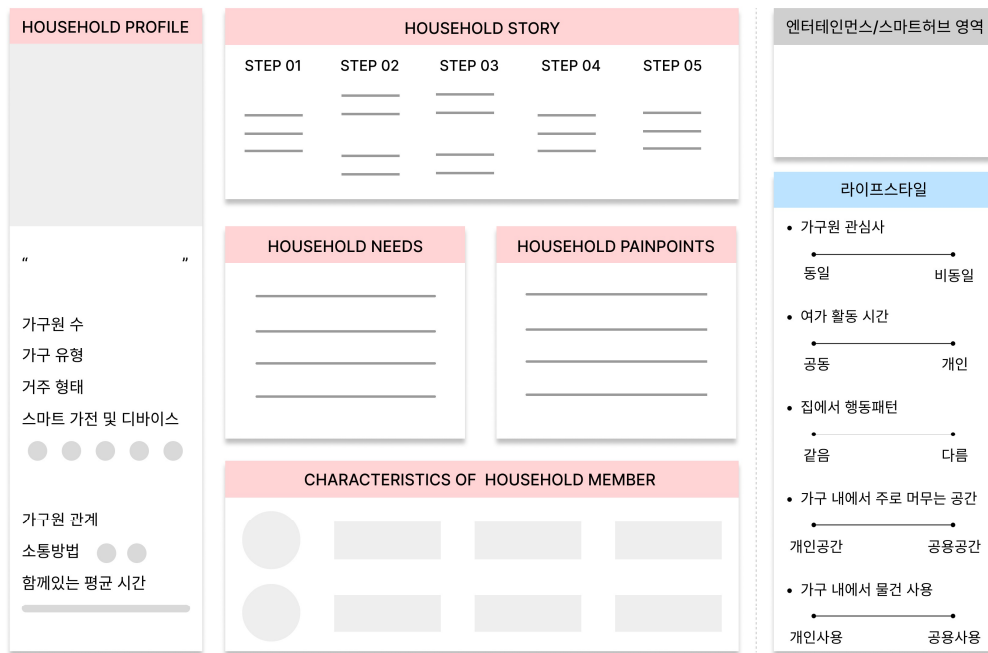 HOUSEHOLD PROFILE
“ ”
가구원 수
가구 유형
거주 형태
스마트 가전 및 디바이스
가구원 관계
소통방법
함께있는 평균 시간
HOUSEHOLD STORY
STEP 01 STEP 02 STEP 03 STEP 04 STEP 05
HOUSEHOLD NEEDS
HOUSEHOLD PAINPOINTS
CHARACTERISTICS OF HOUSEHOLD MEMBER
엔터테인먼스/스마트허브 영역
라이프스타일
• 가구원 관심사
동일 비동일
• 여가 활동 시간
공동 개인
• 집에서 행동패턴
같음 다름
• 가구 내에서 주로 머무는 공간
개인공간 공용공간
• 가구 내에서 물건 사용
개인사용 공용사용